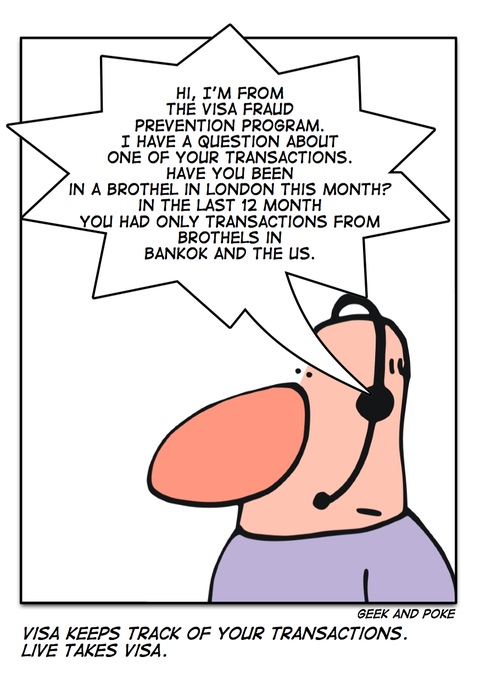 HI, I'M FROM
THE VISA FRAUD
PREVENTION PROGRAM.
I HAVE A QUESTION ABOUT
ONE OF YOUR TRANSACTIONS.
HAVE YOU BEEN
IN A BROTHEL IN LONDON THIS MONTH?
IN THE LAST 12 MONTH
YOU HAD ONLY TRANSACTIONS FROM
BROTHELS IN
BANKOK AND THE US.
GEEK AND POKE
VISA KEEPS TRACK OF YOUR TRANSACTIONS.
LIVE TAKES VISA.